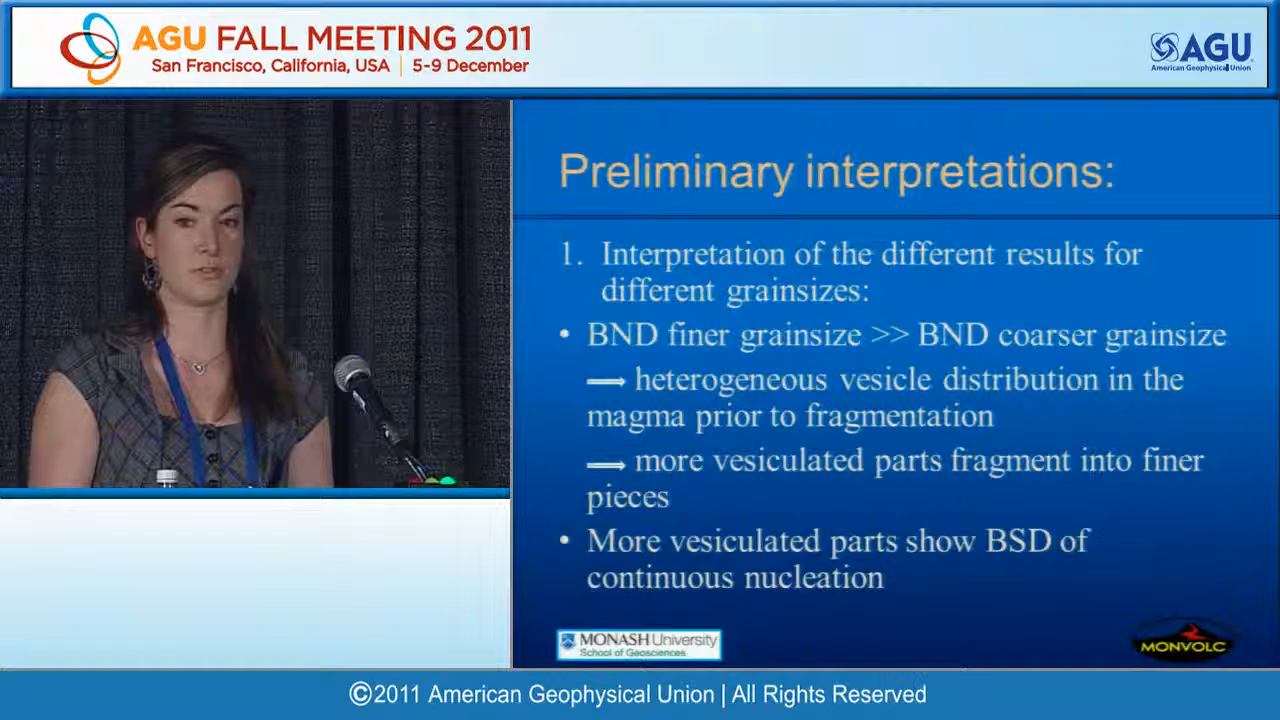 AGU FALL MEETING 2011
San Francisco, California, USA | 5-9 December
AGU
American Geophysical Union
Preliminary interpretations:
1. Interpretation of the different results for
different grainsizes:
• BND finer grainsize >> BND coarser grainsize
⟶ heterogeneous vesicle distribution in the
magma prior to fragmentation
⟶ more vesiculated parts fragment into finer
pieces
• More vesiculated parts show BSD of
continuous nucleation
MONASH University
School of Geosciences
MONVOLC
©2011 American Geophysical Union | All Rights Reserved